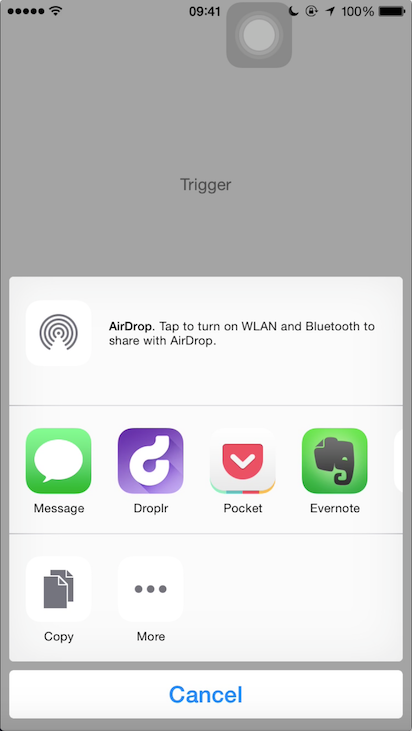 09:41
100%
Trigger
AirDrop. Tap to turn on WLAN and Bluetooth to
share with AirDrop.
Message
Droplr
Pocket
Evernote
Copy
More
Cancel